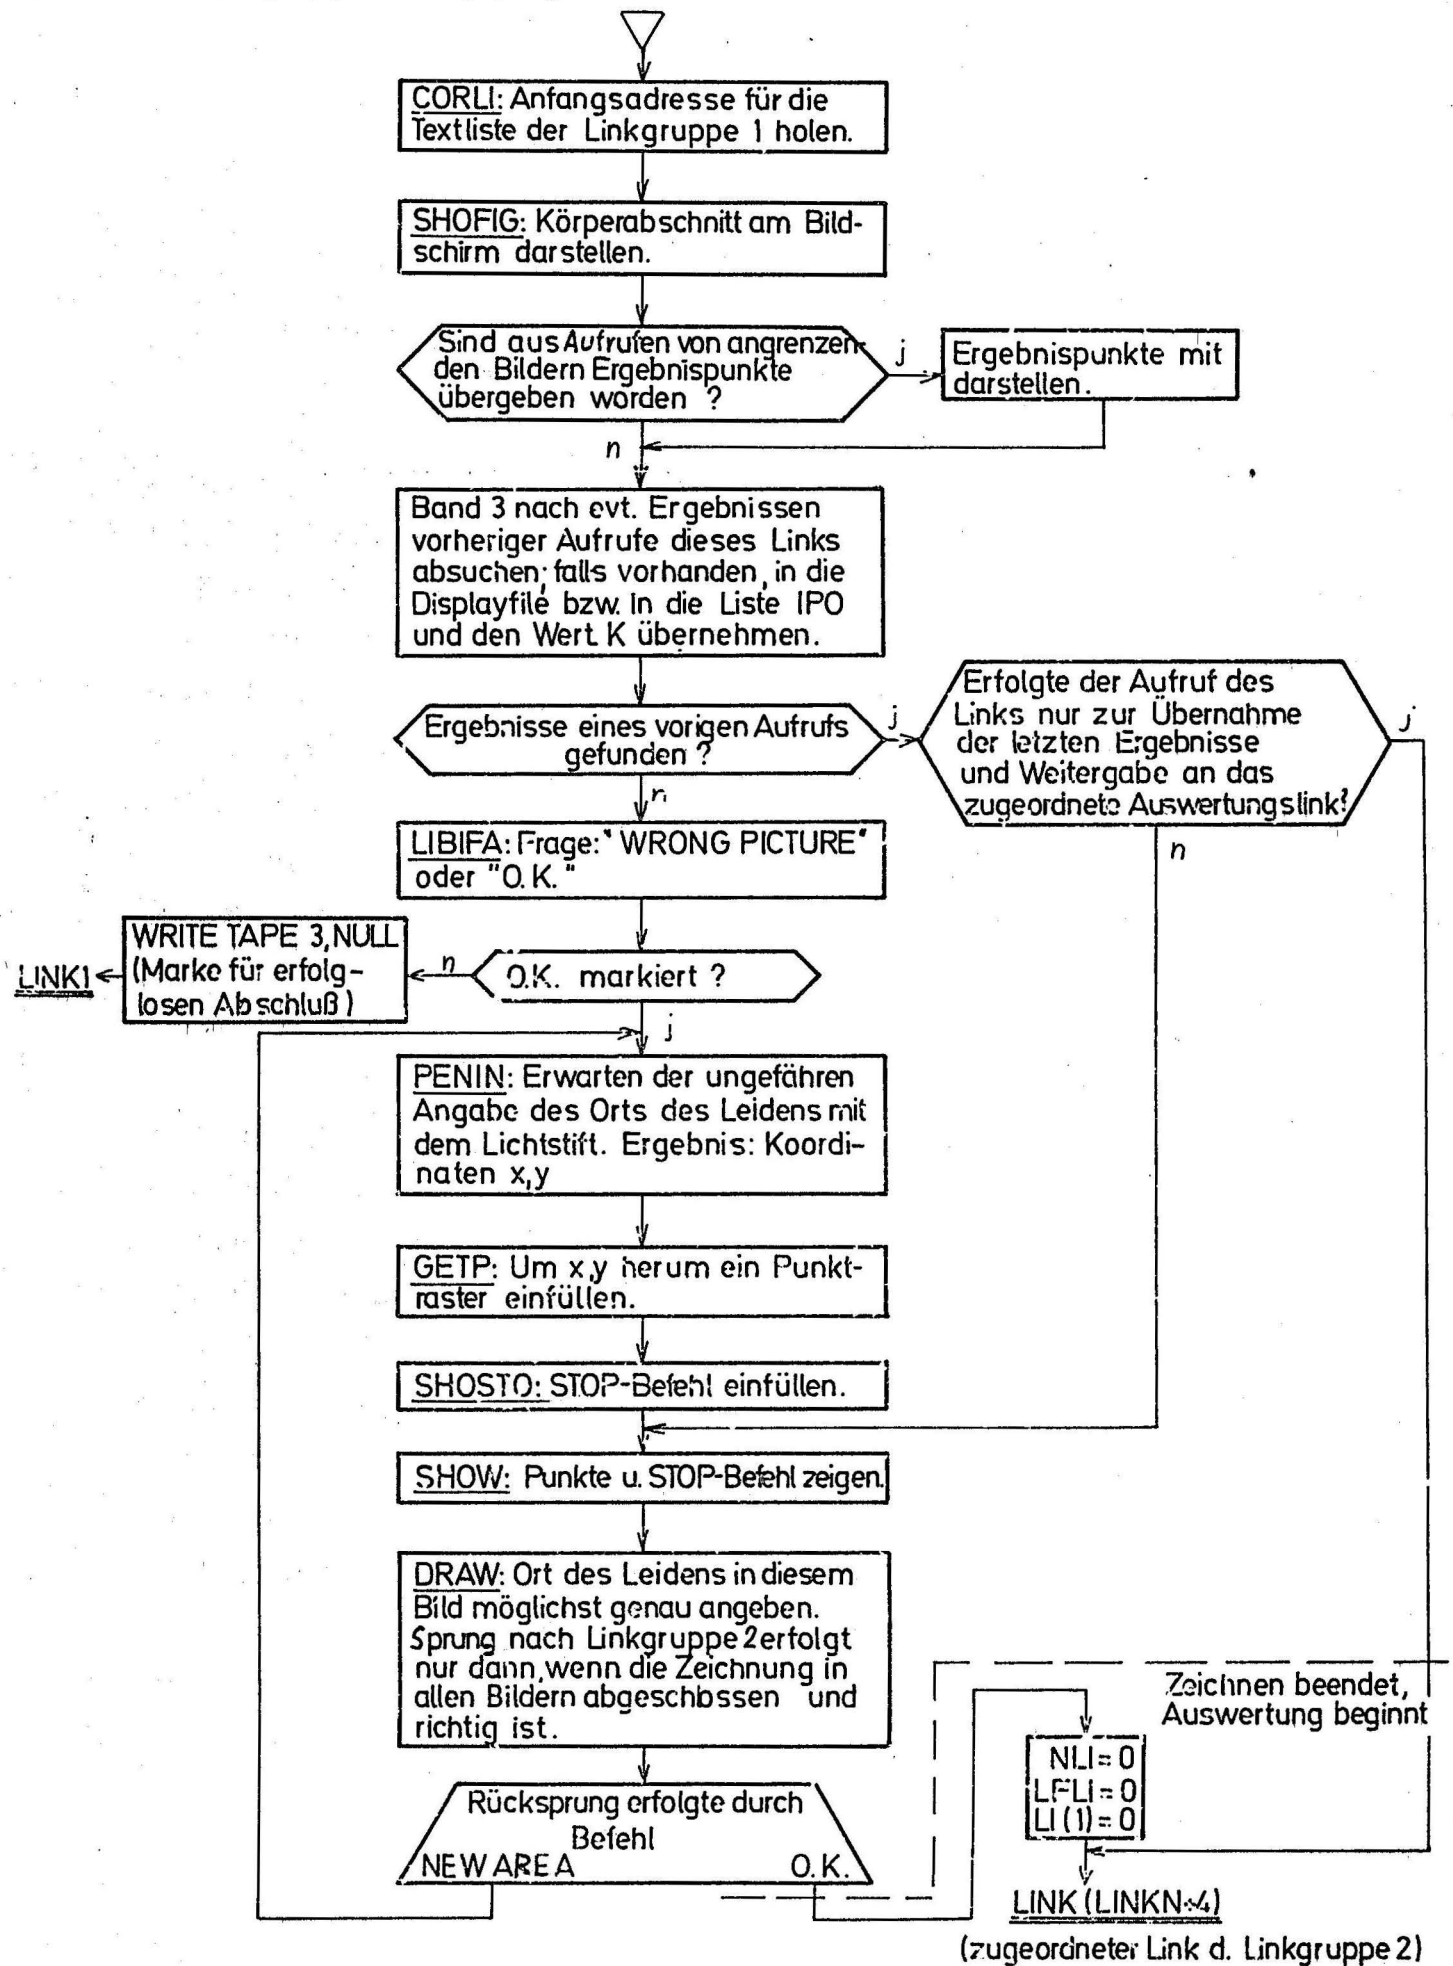 CORLI: Anfangsadresse für die
Textliste der Linkgruppe 1 holen.
SHOFIG: Körperabschnitt am Bild-
schirm darstellen.
Sind aus Aufrufen von angrenzen-
den Bildern Ergebnispunkte
übergeben worden ?
j
Ergebnispunkte mit
darstellen.
n
Band 3 nach evt. Ergebnissen
vorheriger Aufrufe dieses Links
absuchen; falls vorhanden, in die
Displayfile bzw. in die Liste IPO
und den Wert K übernehmen.
Ergebnisse eines vorigen Aufrufs
gefunden ?
j
Erfolgte der Aufruf des
Links nur zur Übernahme
der letzten Ergebnisse
und Weitergabe an das
zugeordnete Auswertungslink?
j
n
n
LIBIFA: Frage: "WRONG PICTURE"
oder "O.K."
O.K. markiert ?
n
WRITE TAPE 3, NULL
(Marke für erfolg-
losen Abschluß)
LINK1
j
PENIN: Erwarten der ungefähren
Angabe des Orts des Leidens mit
dem Lichtstift. Ergebnis: Koordi-
naten x,y
GETP: Um x,y herum ein Punkt-
raster einfüllen.
SHOSTO: STOP-Befehl einfüllen.
SHOW: Punkte u. STOP-Befehl zeigen.
DRAW: Ort des Leidens in diesem
Bild möglichst genau angeben.
Sprung nach Linkgruppe 2 erfolgt
nur dann, wenn die Zeichnung in
allen Bildern abgeschlossen und
richtig ist.
Rücksprung erfolgte durch
Befehl
NEW AREA O.K.
Zeichnen beendet,
Auswertung beginnt
NLI = 0
LFLI = 0
LI(1) = 0
LINK (LINKN+4)
(zugeordneter Link d. Linkgruppe 2)